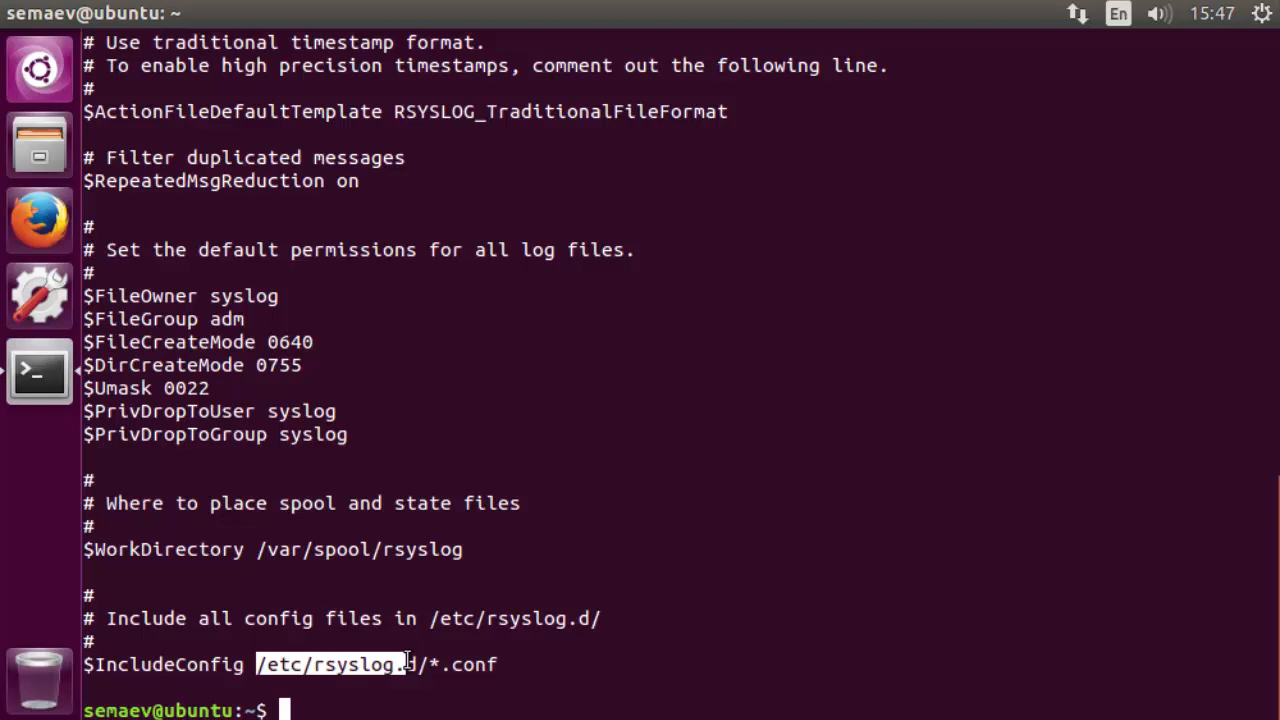 semaev@ubuntu: ~
En
15:47
# Use traditional timestamp format.
# To enable high precision timestamps, comment out the following line.
#
$ActionFileDefaultTemplate RSYSLOG_TraditionalFileFormat
# Filter duplicated messages
$RepeatedMsgReduction on
#
# Set the default permissions for all log files.
#
$FileOwner syslog
$FileGroup adm
$FileCreateMode 0640
$DirCreateMode 0755
$Umask 0022
$PrivDropToUser syslog
$PrivDropToGroup syslog
#
# Where to place spool and state files
#
$WorkDirectory /var/spool/rsyslog
#
# Include all config files in /etc/rsyslog.d/
#
$IncludeConfig /etc/rsyslog.d/*.conf
semaev@ubuntu:~$